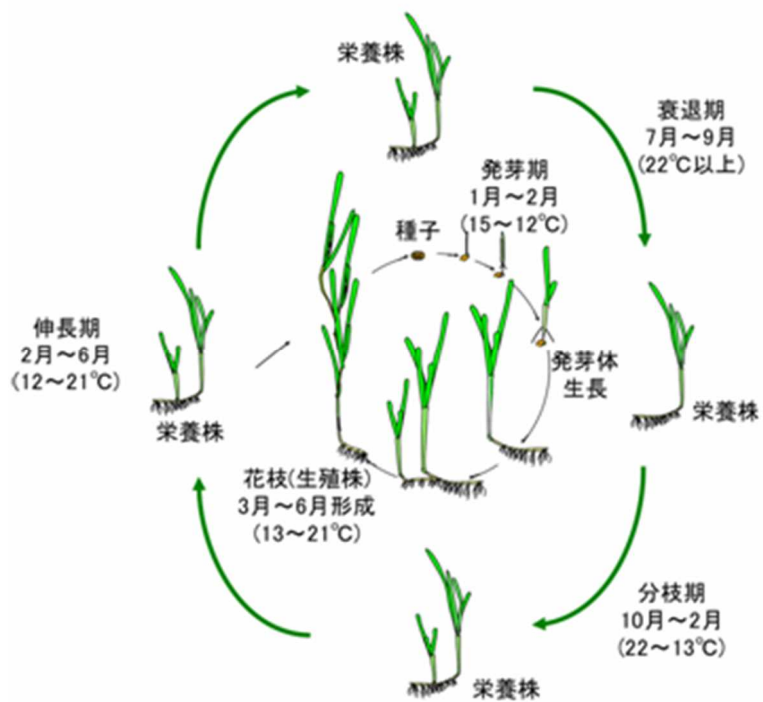 栄養株
衰退期
7月～9月
(22℃以上)
発芽期
1月～2月
(15～12℃)
種子
伸長期
2月～6月
(12～21℃)
栄養株
発芽体
生長
栄養株
花枝(生殖株)
3月～6月形成
(13～21℃)
分枝期
10月～2月
(22～13℃)
栄養株